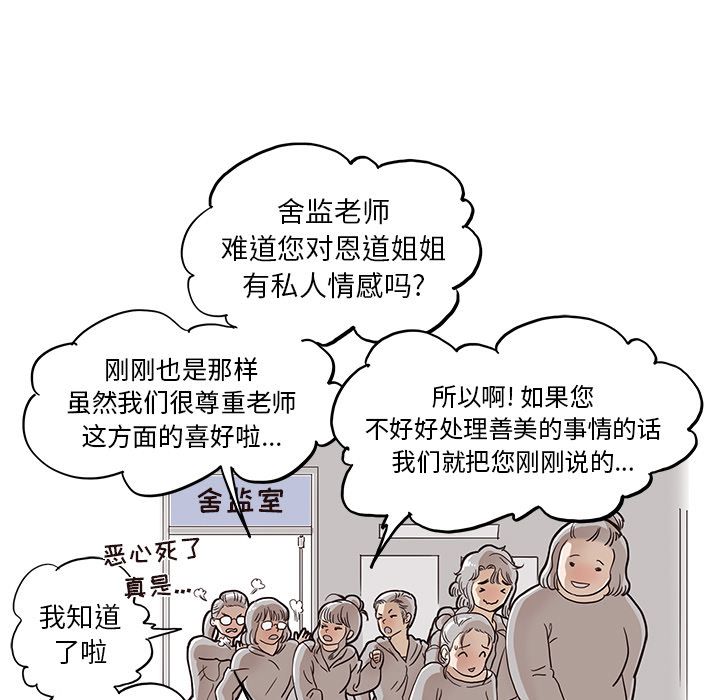 舍监老师
难道您对恩道姐姐
有私人情感吗?
刚刚也是那样
虽然我们很尊重老师
这方面的喜好啦...
所以啊! 如果您
不好好处理善美的事情的话
我们就把您刚刚说的...
舍监室
恶心死了
真是...
我知道
了啦